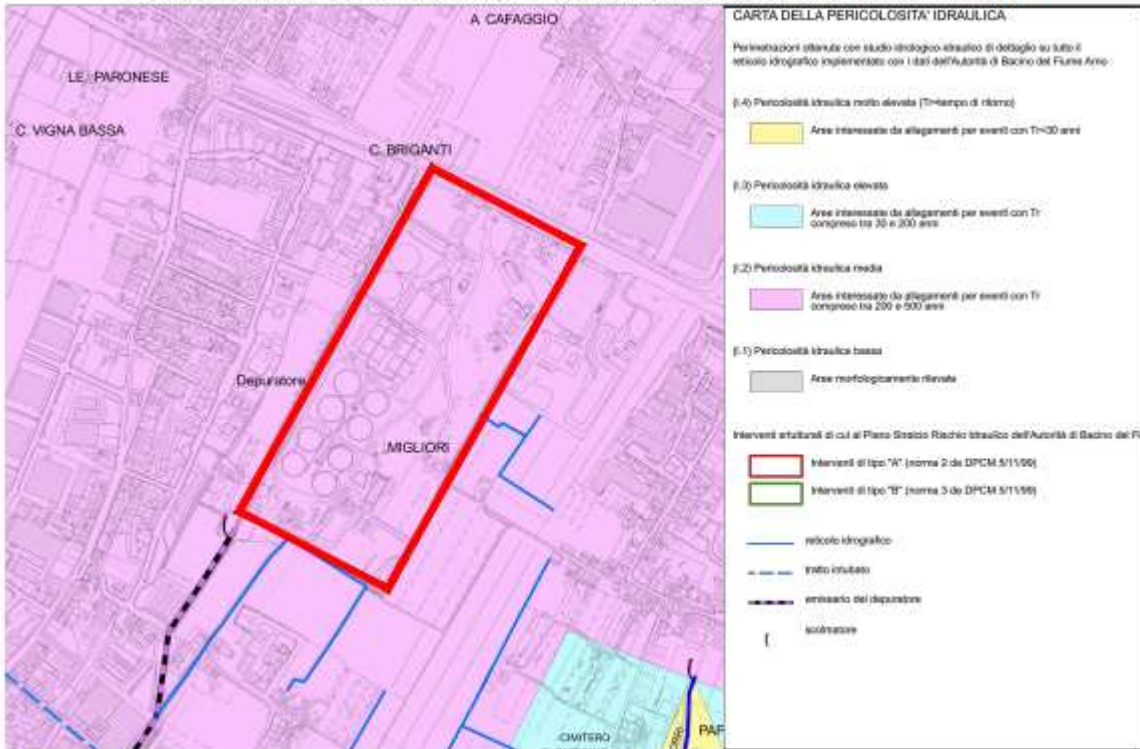 A. CAFAGGIO
LE PARONESE
C. VIGNA BASSA
C. BRIGANTI
Depuratore
MIGLIORI
CIMITERO
PAP
CARTA DELLA PERICOLOSITA' IDRAULICA
Perimetrazioni ottenute con studio idrologico-idraulico di dettaglio su tutto il
reticolo idrografico implementato con i dati dell'Autorità di Bacino del Fiume Arno
(I.4) Pericolosità idraulica molto elevata (Tr=tempo di ritorno)
Aree interessate da allagamenti per eventi con Tr<30 anni
(I.3) Pericolosità idraulica elevata
Aree interessate da allagamenti per eventi con Tr
compreso tra 30 e 200 anni
(I.2) Pericolosità idraulica media
Aree interessate da allagamenti per eventi con Tr
compreso tra 200 e 500 anni
(I.1) Pericolosità idraulica bassa
Aree morfologicamente rilevate
Interventi strutturali di cui al Piano Stralcio Rischio Idraulico dell'Autorità di Bacino del
Interventi di tipo "A" (norma 2 de DPCM 5/11/99)
Interventi di tipo "B" (norma 3 de DPCM 5/11/99)
reticolo idrografico
tratto intubato
emissario del depuratore
scolmatore